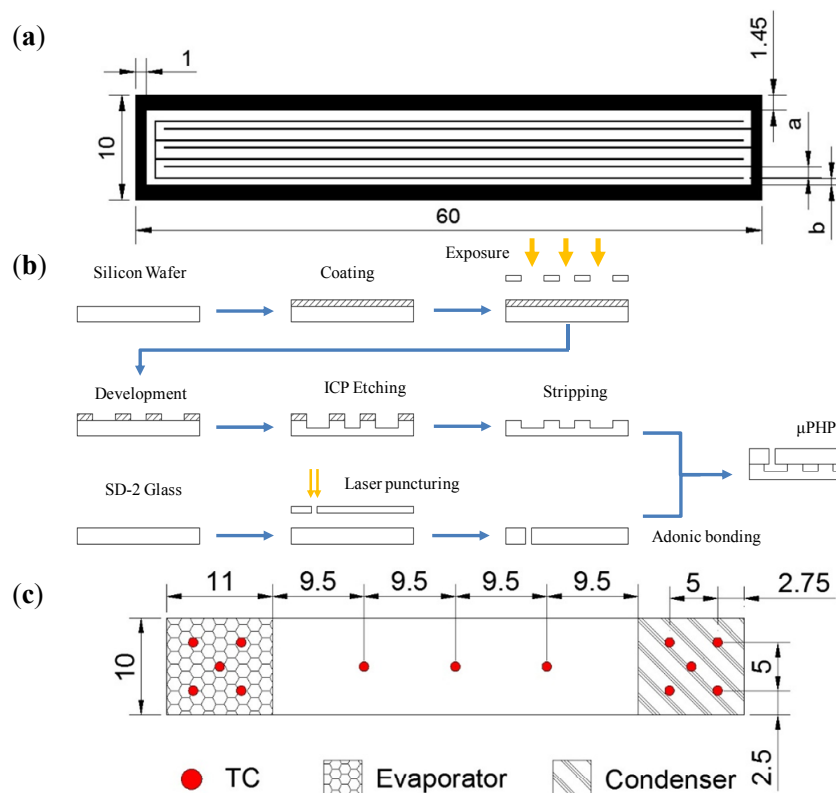 (a)
1
1.45
10
a
b
60
(b)
Silicon Wafer
Coating
Exposure
Development
ICP Etching
Stripping
μPHP
SD-2 Glass
Laser puncturing
Adonic bonding
(c)
11
9.5
9.5
9.5
9.5
5
2.75
10
5
2.5
TC
Evaporator
Condenser